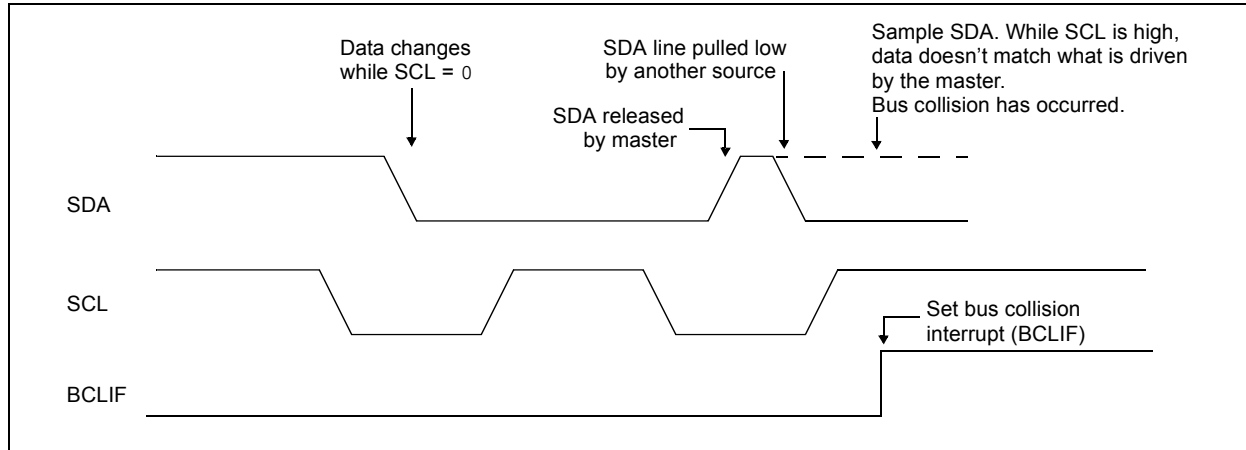 Data changes
while SCL = 0
SDA line pulled low
by another source
SDA released
by master
Sample SDA. While SCL is high,
data doesn’t match what is driven
by the master.
Bus collision has occurred.
SDA
SCL
Set bus collision
interrupt (BCLIF)
BCLIF